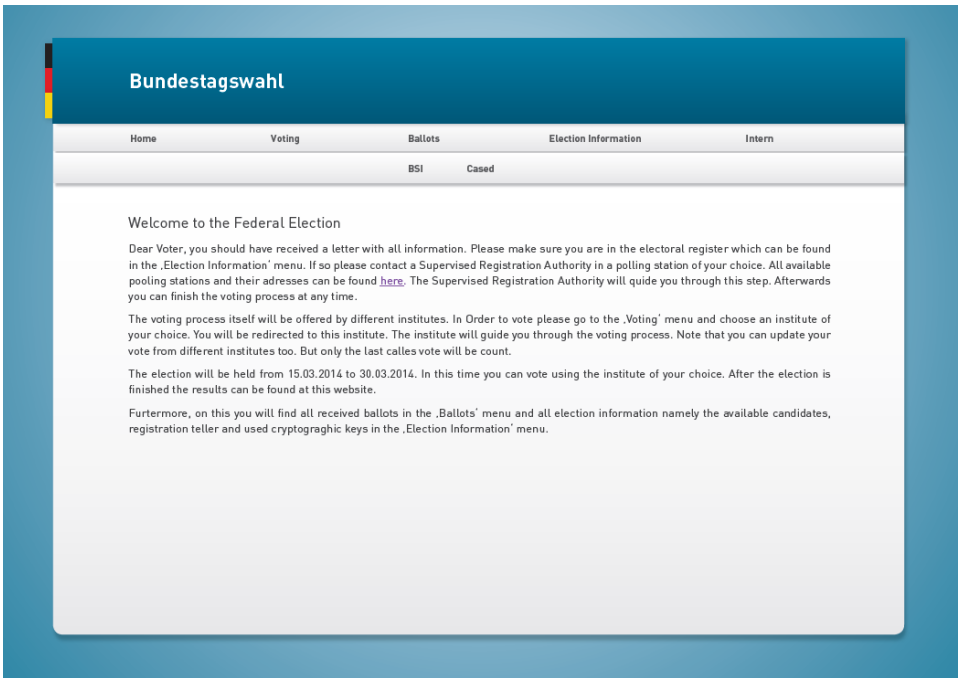 Bundestagswahl
Home Voting Ballots Election Information Intern
BSI Cased
Welcome to the Federal Election
Dear Voter, you should have received a letter with all information. Please make sure you are in the electoral register which can be found
in the ‚Election Information‘ menu. If so please contact a Supervised Registration Authority in a polling station of your choice. All available
pooling stations and their adresses can be found here. The Supervised Registration Authority will quide you through this step. Afterwards
you can finish the voting process at any time.
The voting process itself will be offered by different institutes. In Order to vote please go to the ‚Voting‘ menu and choose an institute of
your choice. You will be redirected to this institute. The institute will guide you through the voting process. Note that you can update your
vote from different institutes too. But only the last calles vote will be count.
The election will be held from 15.03.2014 to 30.03.2014. In this time you can vote using the institute of your choice. After the election is
finished the results can be found at this website.
Furtermore, on this you will find all received ballots in the ‚Ballots‘ menu and all election information namely the available candidates,
registration teller and used cryptograghic keys in the ‚Election Information‘ menu.